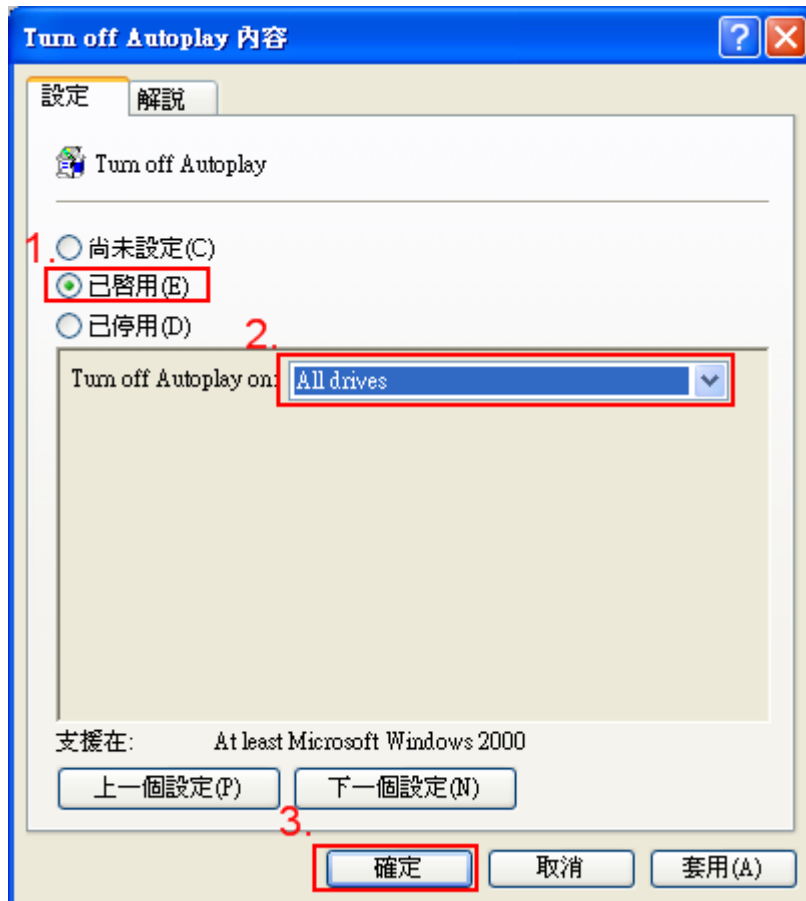 Turn off Autoplay 內容
設定 解說
Turn off Autoplay
1.
尚未設定(C)
已啓用(E)
已停用(D)
2.
Turn off Autoplay on: All drives
支援在: At least Microsoft Windows 2000
上一個設定(P) 下一個設定(N)
3.
確定 取消 套用(A)